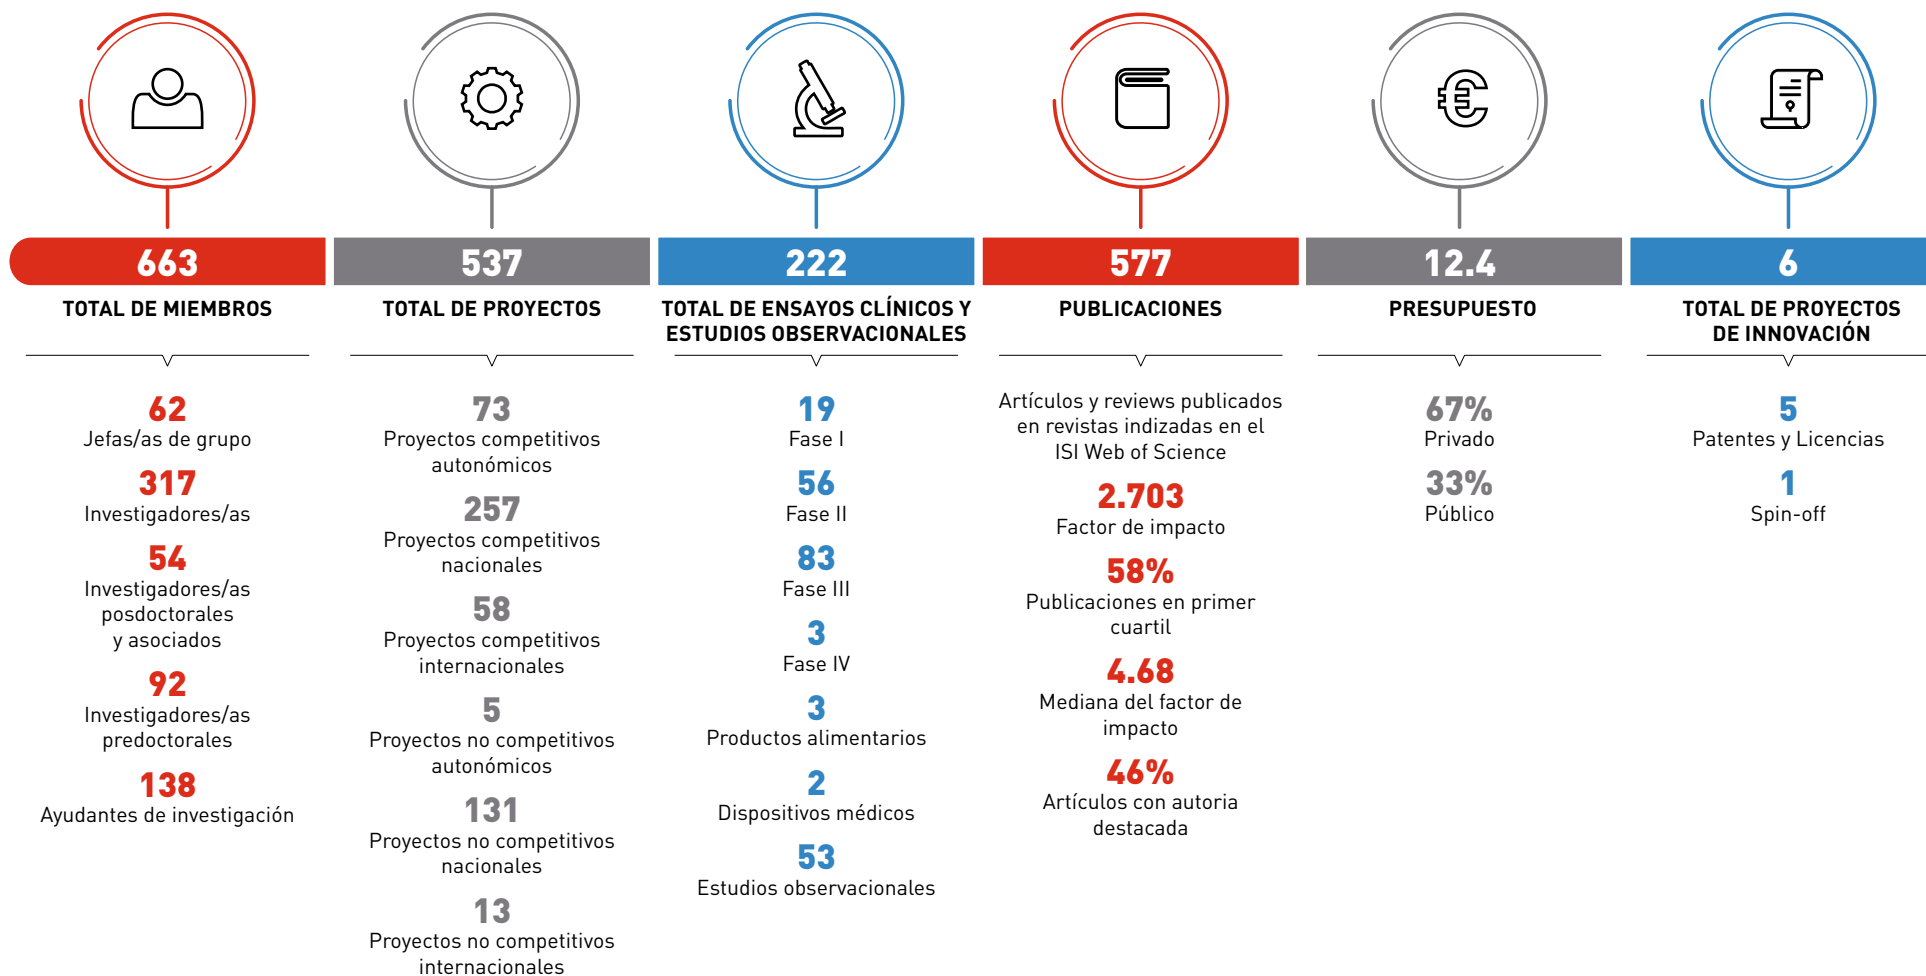 663
TOTAL DE MIEMBROS
62
Jefas/as de grupo
317
Investigadores/as
54
Investigadores/as
posdoctorales
y asociados
92
Investigadores/as
predoctorales
138
Ayudantes de investigación
537
TOTAL DE PROYECTOS
73
Proyectos competitivos
autonómicos
257
Proyectos competitivos
nacionales
58
Proyectos competitivos
internacionales
5
Proyectos no competitivos
autonómicos
131
Proyectos no competitivos
nacionales
13
Proyectos no competitivos
internacionales
222
TOTAL DE ENSAYOS CLÍNICOS Y
ESTUDIOS OBSERVACIONALES
19
Fase I
56
Fase II
83
Fase III
3
Fase IV
3
Productos alimentarios
2
Dispositivos médicos
53
Estudios observacionales
577
PUBLICACIONES
Artículos y reviews publicados
en revistas indizadas en el
ISI Web of Science
2.703
Factor de impacto
58%
Publicaciones en primer
cuartil
4.68
Mediana del factor de
impacto
46%
Artículos con autoria
destacada
€
12.4
PRESUPUESTO
67%
Privado
33%
Público
6
TOTAL DE PROYECTOS
DE INNOVACIÓN
5
Patentes y Licencias
1
Spin-off